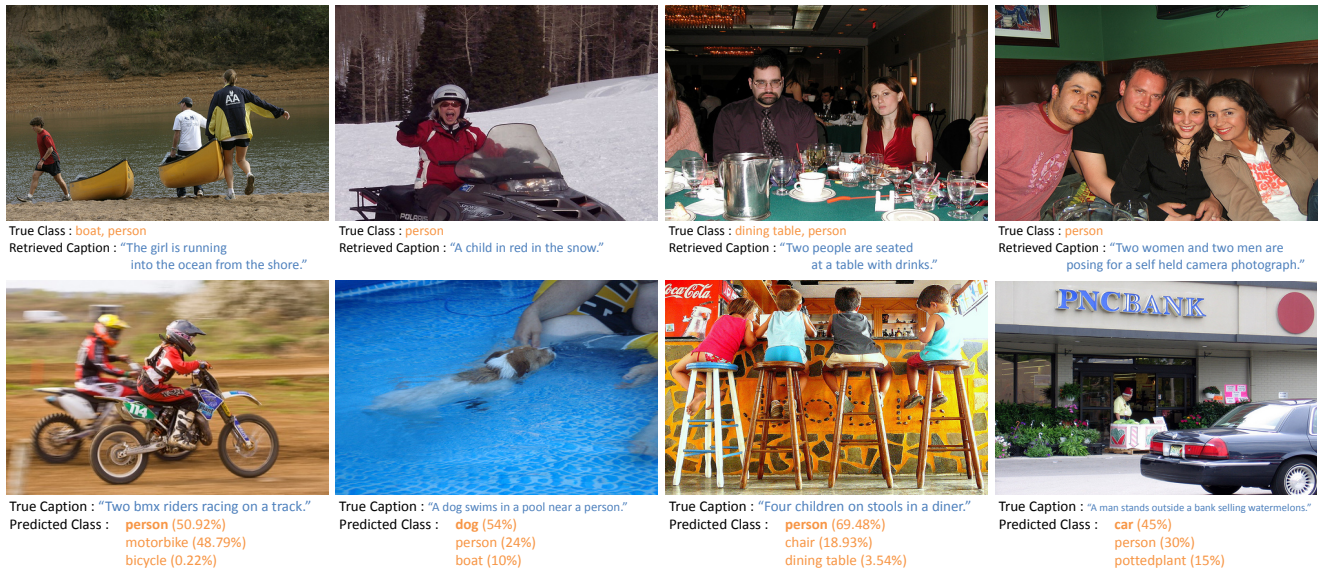 AA
POLARIS
True Class : boat, person
Retrieved Caption : “The girl is running
into the ocean from the shore.”
True Class : person
Retrieved Caption : “A child in red in the snow.”
True Class : dining table, person
Retrieved Caption : “Two people are seated
at a table with drinks.”
True Class : person
Retrieved Caption : “Two women and two men are
posing for a self held camera photograph.”
114
Coca-Cola
PNCBANK
True Caption : “Two bmx riders racing on a track.”
Predicted Class : person (50.92%)
motorbike (48.79%)
bicycle (0.22%)
True Caption : “A dog swims in a pool near a person.”
Predicted Class : dog (54%)
person (24%)
boat (10%)
True Caption : “Four children on stools in a diner.”
Predicted Class : person (69.48%)
chair (18.93%)
dining table (3.54%)
True Caption : “A man stands outside a bank selling watermelons.”
Predicted Class : car (45%)
person (30%)
pottedplant (15%)